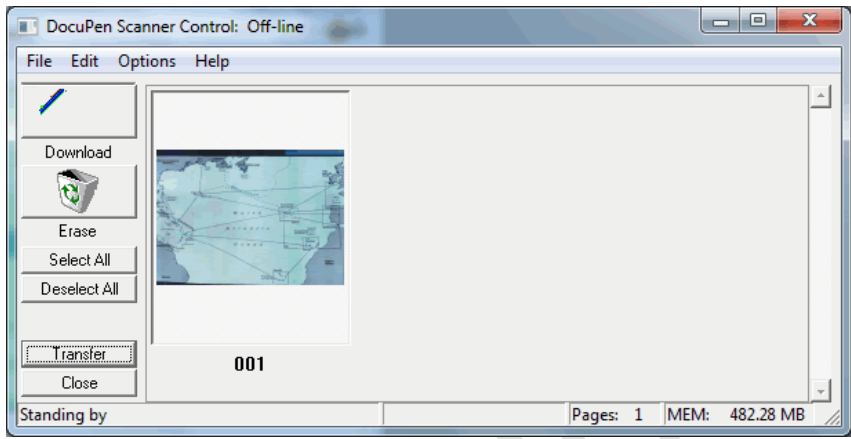 DocuPen Scanner Control: Off-line
File Edit Options Help
Download
Erase
Select All
Deselect All
Transfer
Close
001
Standing by
Pages: 1 MEM: 482.28 MB